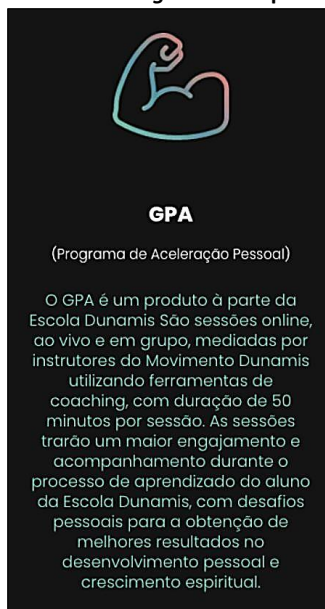 GPA
(Programa de Aceleração Pessoal)
O GPA é um produto à parte da
Escola Dunamis São sessões online,
ao vivo e em grupo, mediadas por
instrutores do Movimento Dunamis
utilizando ferramentas de
coaching, com duração de 50
minutos por sessão. As sessões
trarão um maior engajamento e
acompanhamento durante o
processo de aprendizado do aluno
da Escola Dunamis, com desafios
pessoais para a obtenção de
melhores resultados no
desenvolvimento pessoal e
crescimento espiritual.